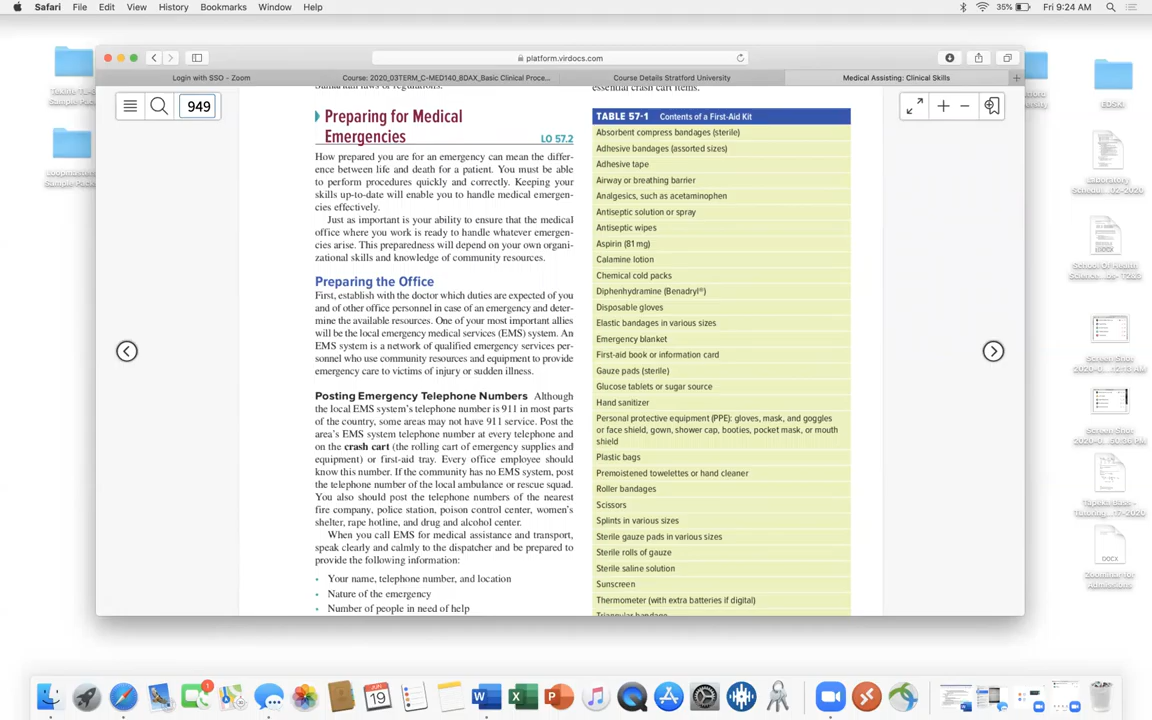 Safari File Edit View History Bookmarks Window Help
35% Fri 9:24 AM
platform.virdocs.com
Login with SSO - Zoom
Course: 2020_03TERM_C-MED140_8DAX_Basic Clinical Proce...
Course Details Stratford University
Medical Assisting: Clinical Skills
949
Preparing for Medical
Emergencies LO 57.2
How prepared you are for an emergency can mean the differ-
ence between life and death for a patient. You must be able
to perform procedures quickly and correctly. Keeping your
skills up-to-date will enable you to handle medical emergen-
cies effectively.
Just as important is your ability to ensure that the medical
office where you work is ready to handle whatever emergen-
cies arise. This preparedness will depend on your own organi-
zational skills and knowledge of community resources.
Preparing the Office
First, establish with the doctor which duties are expected of you
and of other office personnel in case of an emergency and deter-
mine the available resources. One of your most important allies
will be the local emergency medical services (EMS) system. An
EMS system is a network of qualified emergency services per-
sonnel who use community resources and equipment to provide
emergency care to victims of injury or sudden illness.
Posting Emergency Telephone Numbers Although
the local EMS system's telephone number is 911 in most parts
of the country, some areas may not have 911 service. Post the
area's EMS system telephone number at every telephone and
on the crash cart (the rolling cart of emergency supplies and
equipment) or first-aid tray. Every office employee should
know this number. If the community has no EMS system, post
the telephone number of the local ambulance or rescue squad.
You also should post the telephone numbers of the nearest
fire company, police station, poison control center, women's
shelter, rape hotline, and drug and alcohol center.
When you call EMS for medical assistance and transport,
speak clearly and calmly to the dispatcher and be prepared to
provide the following information:
• Your name, telephone number, and location
• Nature of the emergency
• Number of people in need of help
essential crash cart items.
TABLE 57-1 Contents of a First-Aid Kit
Absorbent compress bandages (sterile)
Adhesive bandages (assorted sizes)
Adhesive tape
Airway or breathing barrier
Analgesics, such as acetaminophen
Antiseptic solution or spray
Antiseptic wipes
Aspirin (81 mg)
Calamine lotion
Chemical cold packs
Diphenhydramine (Benadryl®)
Disposable gloves
Elastic bandages in various sizes
Emergency blanket
First-aid book or information card
Gauze pads (sterile)
Glucose tablets or sugar source
Hand sanitizer
Personal protective equipment (PPE): gloves, mask, and goggles
or face shield, gown, shower cap, booties, pocket mask, or mouth
shield
Plastic bags
Premoistened towelettes or hand cleaner
Roller bandages
Scissors
Splints in various sizes
Sterile gauze pads in various sizes
Sterile rolls of gauze
Sterile saline solution
Sunscreen
Thermometer (with extra batteries if digital)
Triangular bandage
EDSKI
Laboratory
School Of Health
Screen Shot
Screen Shot
DOCX
Zoominar for
Admissions
JUN
19
1